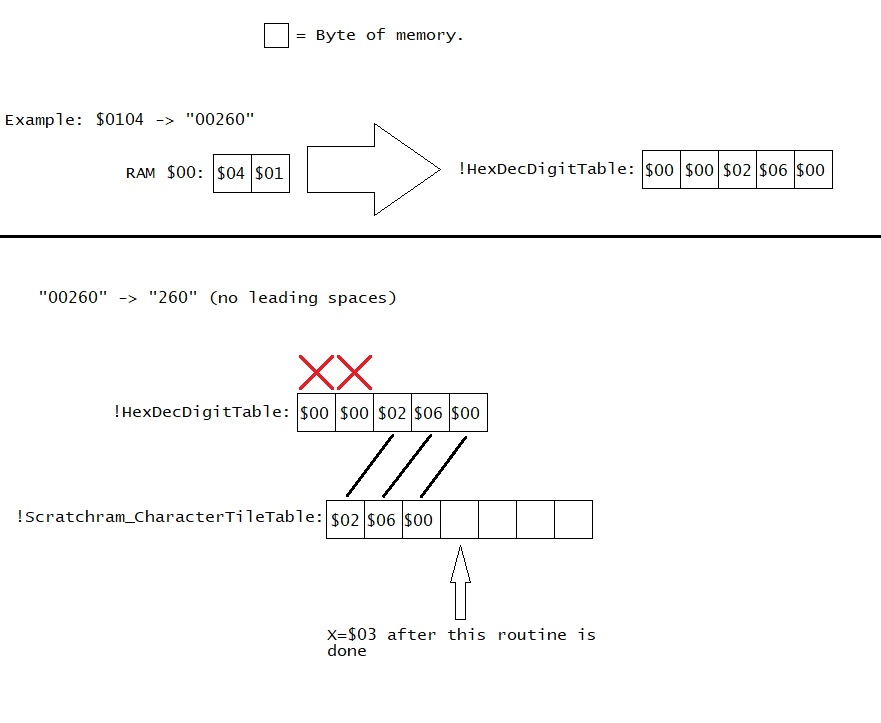 = Byte of memory.
Example: $0104 -> "00260"
RAM $00: $04 $01
!HexDecDigitTable: $00 $00 $02 $06 $00
"00260" -> "260" (no leading spaces)
!HexDecDigitTable: $00 $00 $02 $06 $00
!Scratchram_CharacterTileTable: $02 $06 $00
X=$03 after this routine is
done